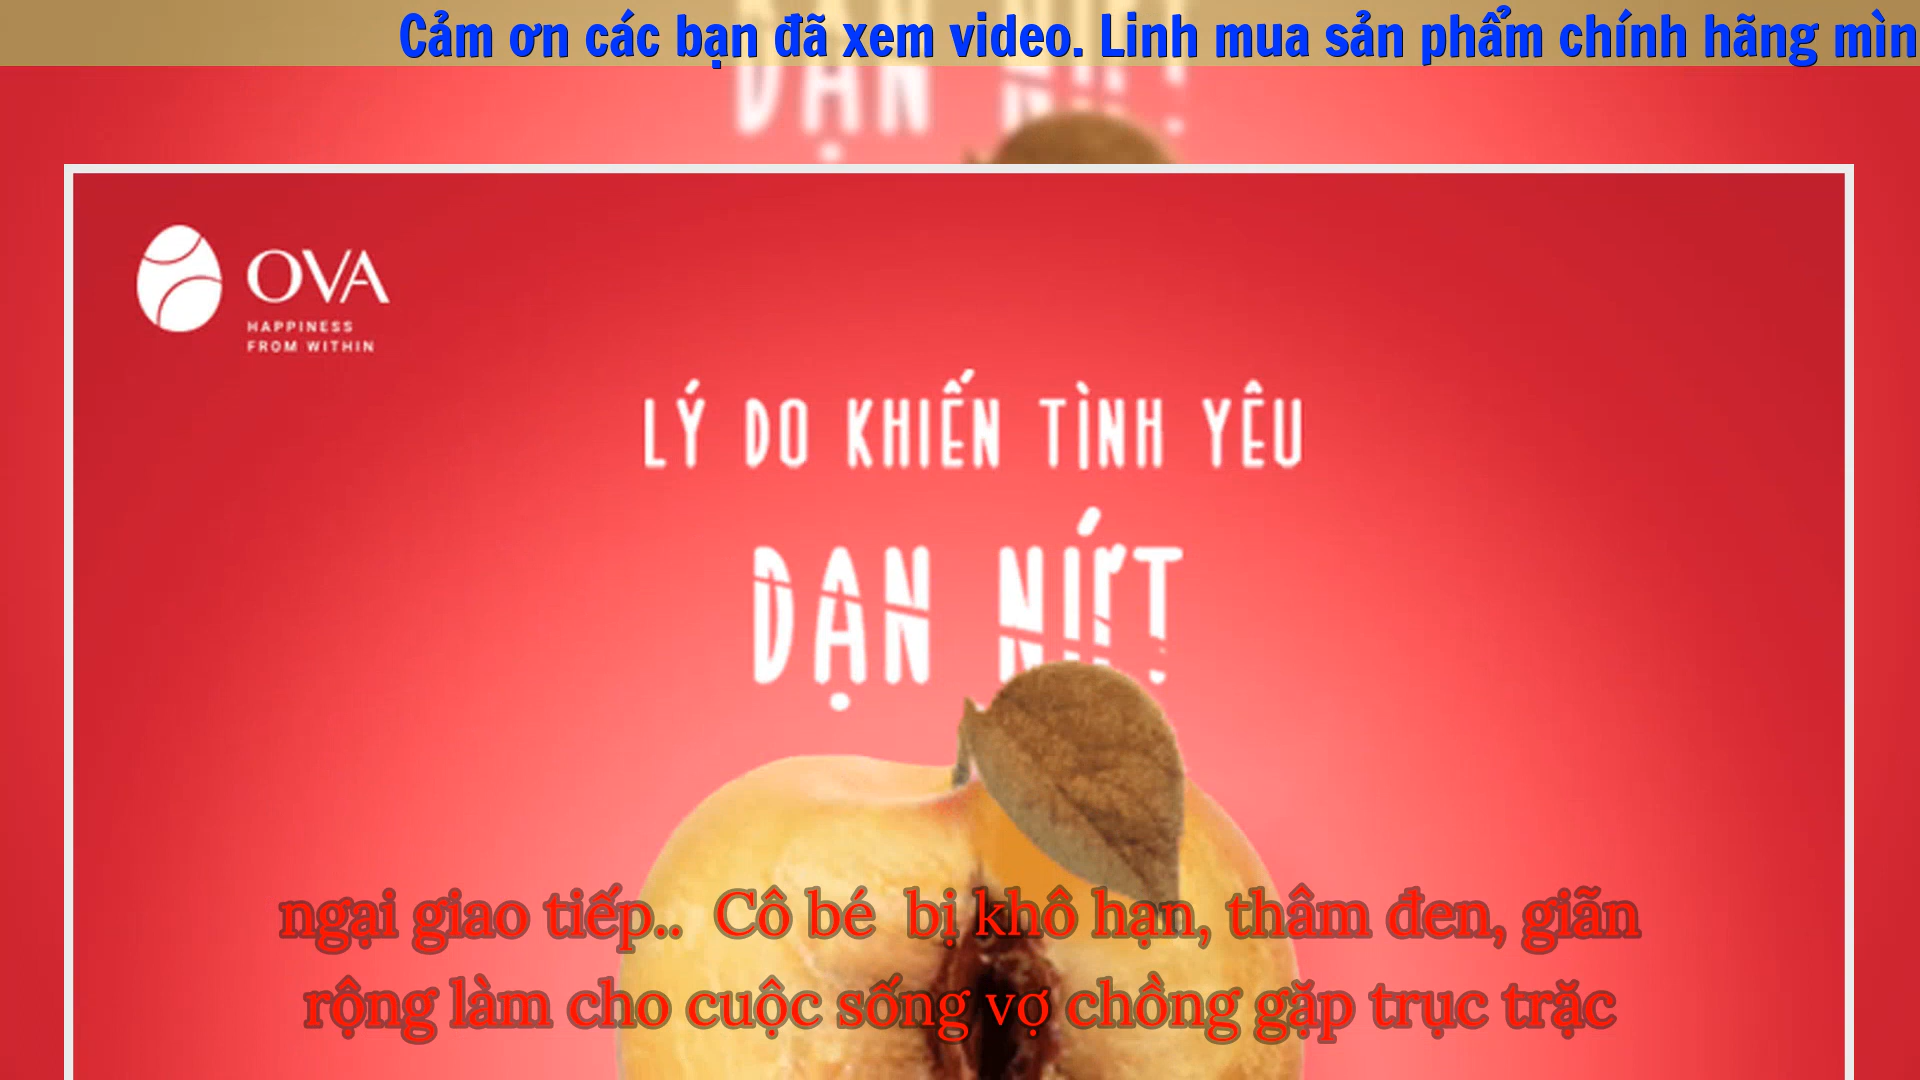 Cảm ơn các bạn đã xem video. Linh mua sản phẩm chính hãng mìn
DẠN NỨT
OVA
HAPPINESS
FROM WITHIN
LÝ DO KHIẾN TÌNH YÊU
DẠN NỨT
ngại giao tiếp.. Cô bé bị khô hạn, thâm đen, giãn
rộng làm cho cuộc sống vợ chồng gặp trục trặc